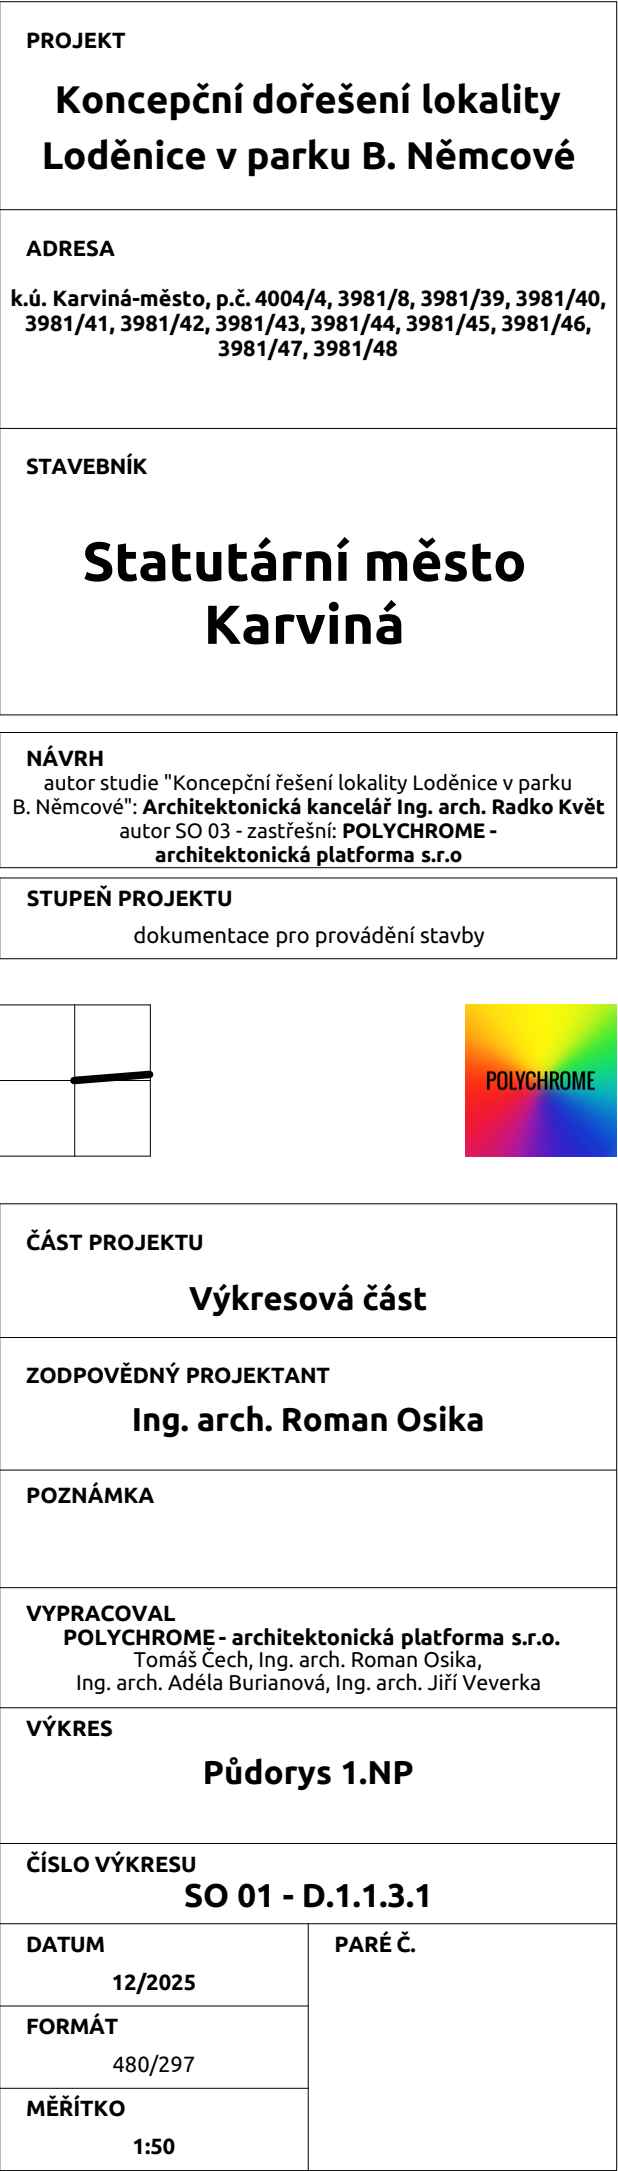 PROJEKT
Koncepční dořešení lokality
Loděnice v parku B. Němcové
ADRESA
k.ú. Karviná-město, p.č. 4004/4, 3981/8, 3981/39, 3981/40,
3981/41, 3981/42, 3981/43, 3981/44, 3981/45, 3981/46,
3981/47, 3981/48
STAVEBNÍK
Statutární město
Karviná
NÁVRH
autor studie "Koncepční řešení lokality Loděnice v parku
B. Němcové": Architektonická kancelář Ing. arch. Radko Květ
autor SO 03 - zastřešní: POLYCHROME -
architektonická platforma s.r.o
STUPEŇ PROJEKTU
dokumentace pro provádění stavby
POLYCHROME
ČÁST PROJEKTU
Výkresová část
ZODPOVĚDNÝ PROJEKTANT
Ing. arch. Roman Osika
POZNÁMKA
VYPRACOVAL
POLYCHROME - architektonická platforma s.r.o.
Tomáš Čech, Ing. arch. Roman Osika,
Ing. arch. Adéla Burianová, Ing. arch. Jiří Veverka
VÝKRES
Půdorys 1.NP
ČÍSLO VÝKRESU
SO 01 - D.1.1.3.1
DATUM
12/2025
PARÉ Č.
FORMÁT
480/297
MĚŘÍTKO
1:50